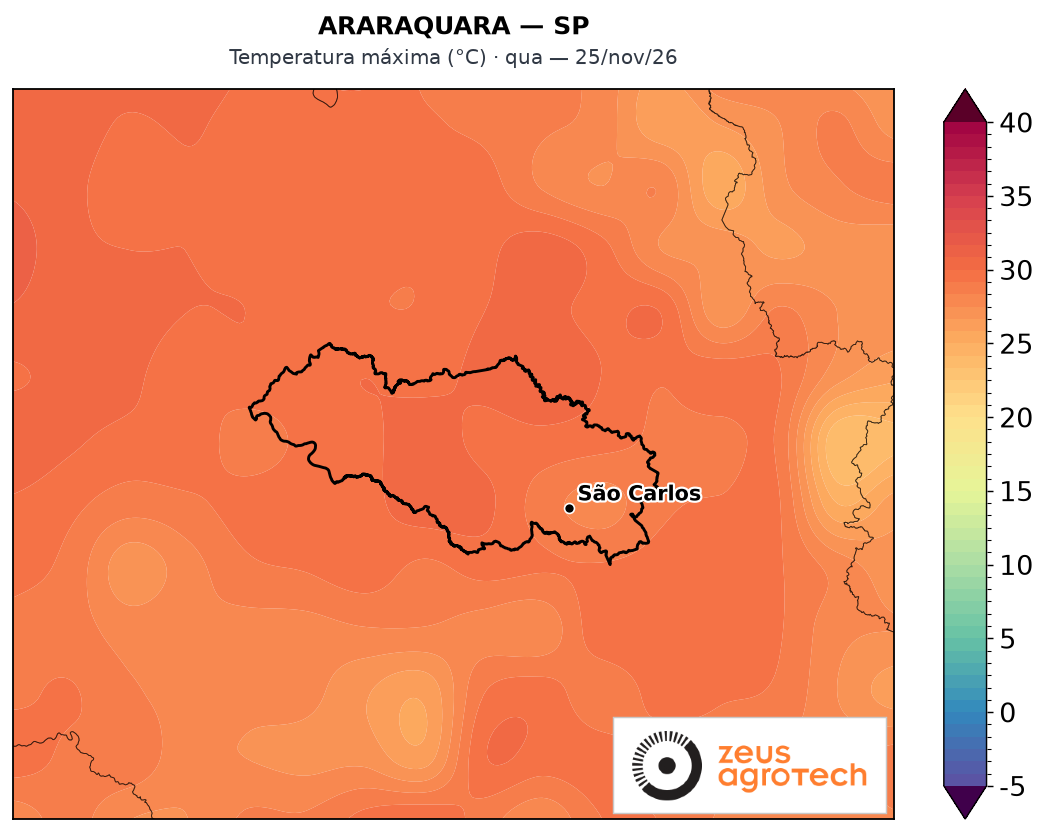 ARARAQUARA — SP
Temperatura máxima (°C) · qua — 25/nov/26
40
35
30
25
20
15
10
5
0
-5
São Carlos
zeus
agrotech